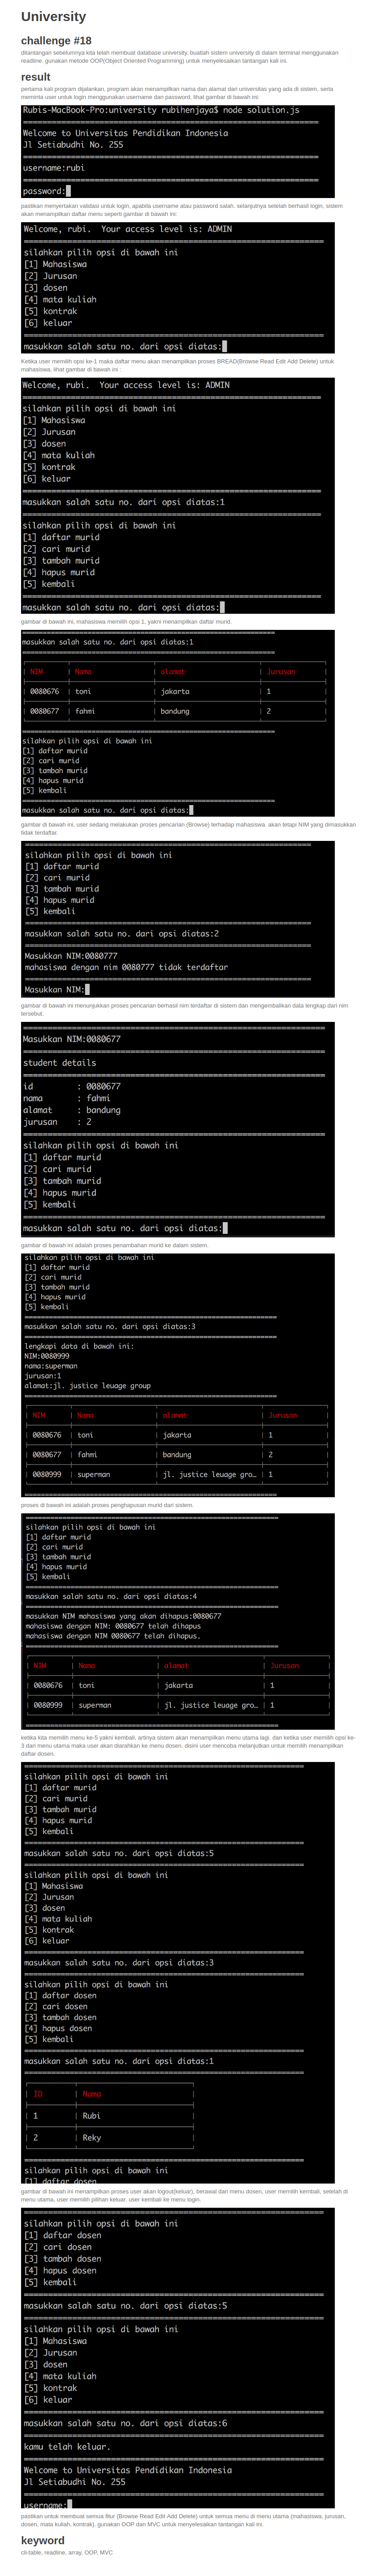 University
challenge #18
ditantangan sebelumnya kita telah membuat database university. buatlah sistem university di dalam terminal menggunakan
readline. gunakan metode OOP(Object Oriented Programming) untuk menyelesaikan tantangan kali ini.
result
pertama kali program dijalankan, program akan menampilkan nama dan alamat dari universitas yang ada di sistem, serta
meminta user untuk login menggunakan username dan password, lihat gambar di bawah ini:
Rubis-MacBook-Pro:university rubihenjaya$ node solution.js
Welcome to Universitas Pendidikan Indonesia
Jl Setiabudhi No. 255
username:rubi
password:
pastikan menyertakan validasi untuk login, apabila username atau password salah. selanjutnya setelah berhasil login, sistem
akan menampilkan daftar menu seperti gambar di bawah ini:
Welcome, rubi. Your access level is: ADMIN
silahkan pilih opsi di bawah ini
[1] Mahasiswa
[2] Jurusan
[3] dosen
[4] mata kuliah
[5] kontrak
[6] keluar
masukkan salah satu no. dari opsi diatas:
Ketika user memilih opsi ke-1 maka daftar menu akan menampilkan proses BREAD(Browse Read Edit Add Delete) untuk
mahasiswa, lihat gambar di bawah ini :
Welcome, rubi. Your access level is: ADMIN
silahkan pilih opsi di bawah ini
[1] Mahasiswa
[2] Jurusan
[3] dosen
[4] mata kuliah
[5] kontrak
[6] keluar
masukkan salah satu no. dari opsi diatas:1
silahkan pilih opsi di bawah ini
[1] daftar murid
[2] cari murid
[3] tambah murid
[4] hapus murid
[5] kembali
masukkan salah satu no. dari opsi diatas:
gambar di bawah ini, mahasiswa memilih opsi 1, yakni menampilkan daftar murid.
masukkan salah satu no. dari opsi diatas:1
NIM Nama alamat Jurusan
0080676 toni jakarta 1
0080677 fahmi bandung 2
silahkan pilih opsi di bawah ini
[1] daftar murid
[2] cari murid
[3] tambah murid
[4] hapus murid
[5] kembali
masukkan salah satu no. dari opsi diatas:
gambar di bawah ini, user sedang melakukan proses pencarian (Browse) terhadap mahasiswa. akan tetapi NIM yang dimasukkan
tidak terdaftar.
silahkan pilih opsi di bawah ini
[1] daftar murid
[2] cari murid
[3] tambah murid
[4] hapus murid
[5] kembali
masukkan salah satu no. dari opsi diatas:2
Masukkan NIM:0080777
mahasiswa dengan nim 0080777 tidak terdaftar
Masukkan NIM:
gambar di bawah ini menunjukkan proses pencarian berhasil nim terdaftar di sistem dan mengembalikan data lengkap dari nim
tersebut.
Masukkan NIM:0080677
student details
id : 0080677
nama : fahmi
alamat : bandung
jurusan : 2
silahkan pilih opsi di bawah ini
[1] daftar murid
[2] cari murid
[3] tambah murid
[4] hapus murid
[5] kembali
masukkan salah satu no. dari opsi diatas:
gambar di bawah ini adalah proses penambahan murid ke dalam sistem.
silahkan pilih opsi di bawah ini
[1] daftar murid
[2] cari murid
[3] tambah murid
[4] hapus murid
[5] kembali
masukkan salah satu no. dari opsi diatas:3
lengkapi data di bawah ini:
NIM:0080999
nama:superman
jurusan:1
alamat:jl. justice leuage group
NIM Nama alamat Jurusan
0080676 toni jakarta 1
0080677 fahmi bandung 2
0080999 superman jl. justice leuage gro… 1
proses di bawah ini adalah proses penghapusan murid dari sistem.
silahkan pilih opsi di bawah ini
[1] daftar murid
[2] cari murid
[3] tambah murid
[4] hapus murid
[5] kembali
masukkan salah satu no. dari opsi diatas:4
masukkan NIM mahasiswa yang akan dihapus:0080677
mahasiswa dengan NIM: 0080677 telah dihapus
mahasiswa dengan NIM 0080677 telah dihapus.
NIM Nama alamat Jurusan
0080676 toni jakarta 1
0080999 superman jl. justice leuage gro… 1
ketika kita memilih menu ke-5 yakni kembali, artinya sistem akan menampilkan menu utama lagi. dan ketika user memilih opsi ke-
3 dari menu utama maka user akan diarahkan ke menu dosen. disini user mencoba melanjutkan untuk memilih menampilkan
daftar dosen.
silahkan pilih opsi di bawah ini
[1] daftar murid
[2] cari murid
[3] tambah murid
[4] hapus murid
[5] kembali
masukkan salah satu no. dari opsi diatas:5
silahkan pilih opsi di bawah ini
[1] Mahasiswa
[2] Jurusan
[3] dosen
[4] mata kuliah
[5] kontrak
[6] keluar
masukkan salah satu no. dari opsi diatas:3
silahkan pilih opsi di bawah ini
[1] daftar dosen
[2] cari dosen
[3] tambah dosen
[4] hapus dosen
[5] kembali
masukkan salah satu no. dari opsi diatas:1
ID Nama
1 Rubi
2 Reky
silahkan pilih opsi di bawah ini
[1] daftar dosen
gambar di bawah ini menampilkan proses user akan logout(keluar), berawal dari menu dosen, user memilih kembali, setelah di
menu utama, user memilih pilihan keluar. user kembali ke menu login.
silahkan pilih opsi di bawah ini
[1] daftar dosen
[2] cari dosen
[3] tambah dosen
[4] hapus dosen
[5] kembali
masukkan salah satu no. dari opsi diatas:5
silahkan pilih opsi di bawah ini
[1] Mahasiswa
[2] Jurusan
[3] dosen
[4] mata kuliah
[5] kontrak
[6] keluar
masukkan salah satu no. dari opsi diatas:6
kamu telah keluar.
Welcome to Universitas Pendidikan Indonesia
Jl Setiabudhi No. 255
username:
pastikan untuk membuat semua fitur (Browse Read Edit Add Delete) untuk semua menu di menu utama (mahasiswa, jurusan,
dosen, mata kuliah, kontrak). gunakan OOP dan MVC untuk menyelesaikan tantangan kali ini.
keyword
cli-table, readline, array, OOP, MVC